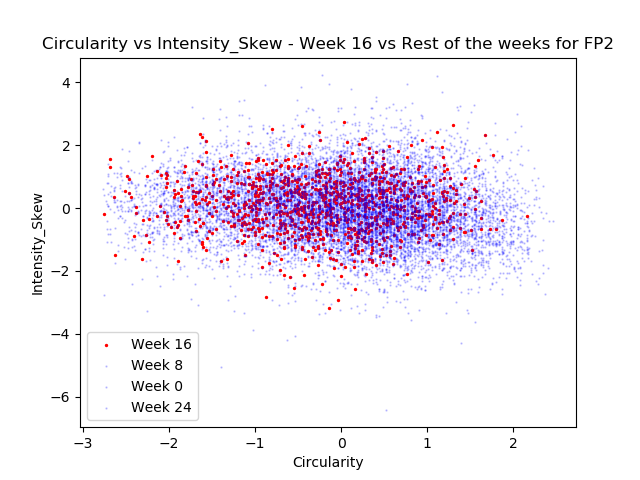 Circularity vs Intensity_Skew - Week 16 vs Rest of the weeks for FP2
4
2
0
−2
−4
−6
Intensity_Skew
Week 16
Week 8
Week 0
Week 24
−3 −2 −1 0 1 2
Circularity